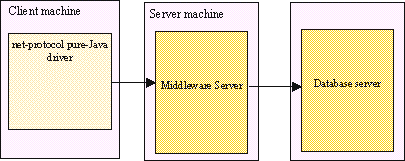 Client machine
net-protocol pure-Java
driver
Server machine
Middleware Server
Database server